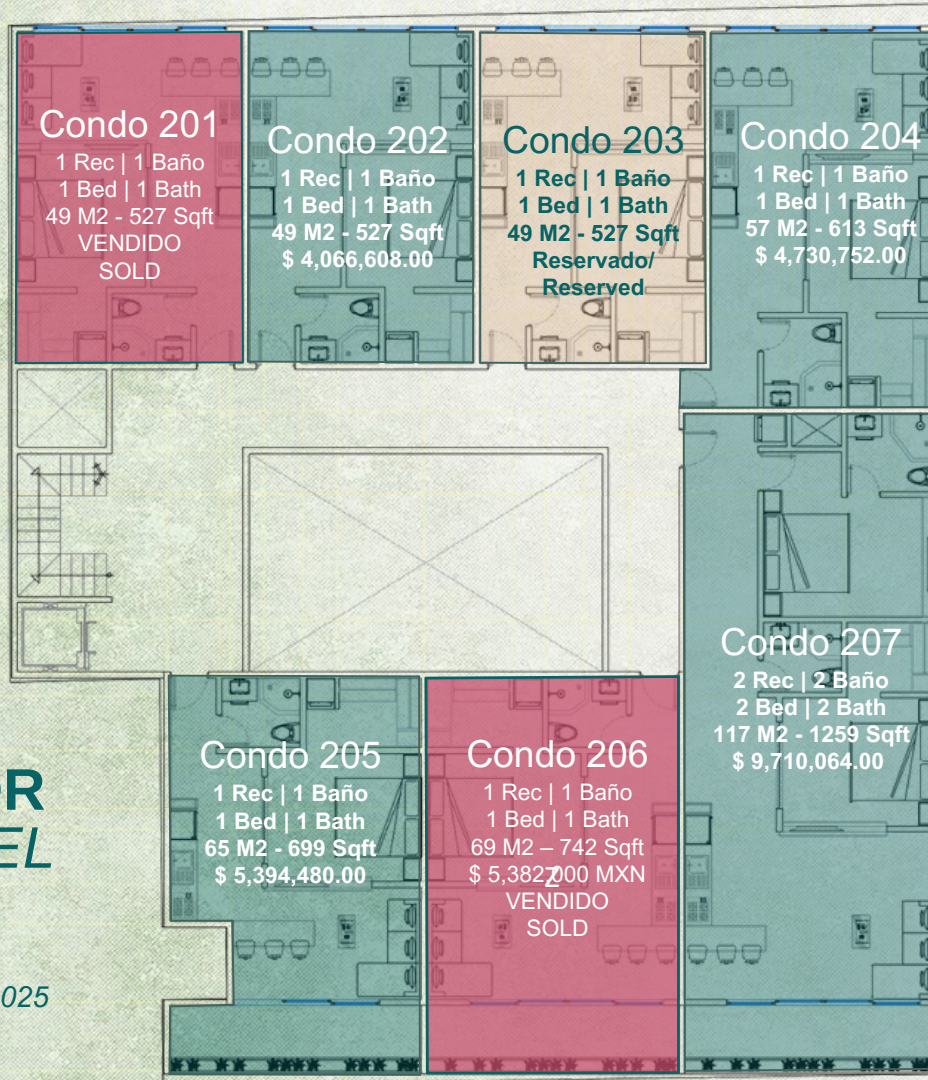 Condo 201
1 Rec | 1 Baño
1 Bed | 1 Bath
49 M2 - 527 Sqft
VENDIDO
SOLD
Condo 202
1 Rec | 1 Baño
1 Bed | 1 Bath
49 M2 - 527 Sqft
$ 4,066,608.00
Condo 203
1 Rec | 1 Baño
1 Bed | 1 Bath
49 M2 - 527 Sqft
Reservado/
Reserved
Condo 204
1 Rec | 1 Baño
1 Bed | 1 Bath
57 M2 - 613 Sqft
$ 4,730,752.00
Condo 207
2 Rec | 2 Baño
2 Bed | 2 Bath
117 M2 - 1259 Sqft
$ 9,710,064.00
Condo 205
1 Rec | 1 Baño
1 Bed | 1 Bath
65 M2 - 699 Sqft
$ 5,394,480.00
Condo 206
1 Rec | 1 Baño
1 Bed | 1 Bath
69 M2 – 742 Sqft
$ 5,382,000 MXN
Z
VENDIDO
SOLD
R
EL
025